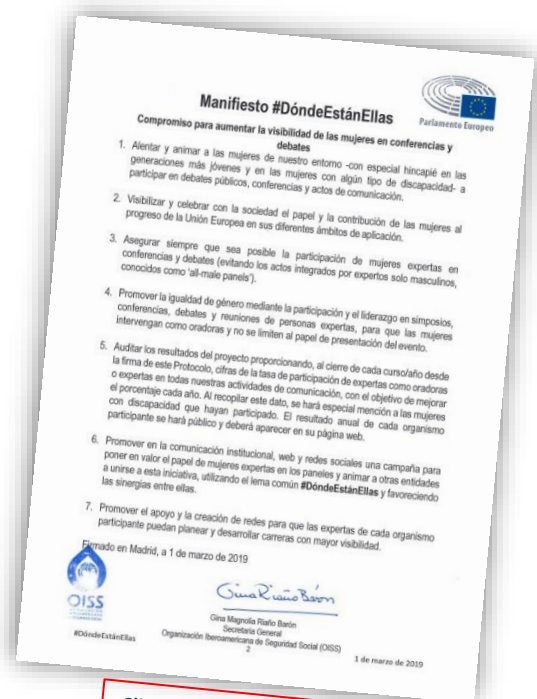 Parlamento Europeo
Manifiesto #DóndeEstánEllas
Compromiso para aumentar la visibilidad de las mujeres en conferencias y
debates
1. Alentar y animar a las mujeres de nuestro entorno -con especial hincapié en las
generaciones más jóvenes y en las mujeres con algún tipo de discapacidad- a
participar en debates públicos, conferencias y actos de comunicación.
2. Visibilizar y celebrar con la sociedad el papel y la contribución de las mujeres al
progreso de la Unión Europea en sus diferentes ámbitos de aplicación.
3. Asegurar siempre que sea posible la participación de mujeres expertas en
conferencias y debates (evitando los actos integrados por expertos solo masculinos,
conocidos como 'all-male panels').
4. Promover la igualdad de género mediante la participación y el liderazgo en simposios,
conferencias, debates y reuniones de personas expertas, para que las mujeres
intervengan como oradoras y no se limiten al papel de presentación del evento.
5. Auditar los resultados del proyecto proporcionando, al cierre de cada curso/año desde
la firma de este Protocolo, cifras de la tasa de participación de expertas como oradoras
o expertas en todas nuestras actividades de comunicación, con el objetivo de mejorar
el porcentaje cada año. Al recopilar este dato, se hará especial mención a las mujeres
con discapacidad que hayan participado. El resultado anual de cada organismo
participante se hará público y deberá aparecer en su página web.
6. Promover en la comunicación institucional, web y redes sociales una campaña para
poner en valor el papel de mujeres expertas en los paneles y animar a otras entidades
a unirse a esta iniciativa, utilizando el lema común #DóndeEstánEllas y favoreciendo
las sinergias entre ellas.
7. Promover el apoyo y la creación de redes para que las expertas de cada organismo
participante puedan planear y desarrollar carreras con mayor visibilidad.
Firmado en Madrid, a 1 de marzo de 2019
OISS
Gina Riaño Barón
Gina Magnolia Riaño Barón
Secretaria General
Organización Iberoamericana de Seguridad Social (OISS)
#DóndeEstánEllas
2
1 de marzo de 2019